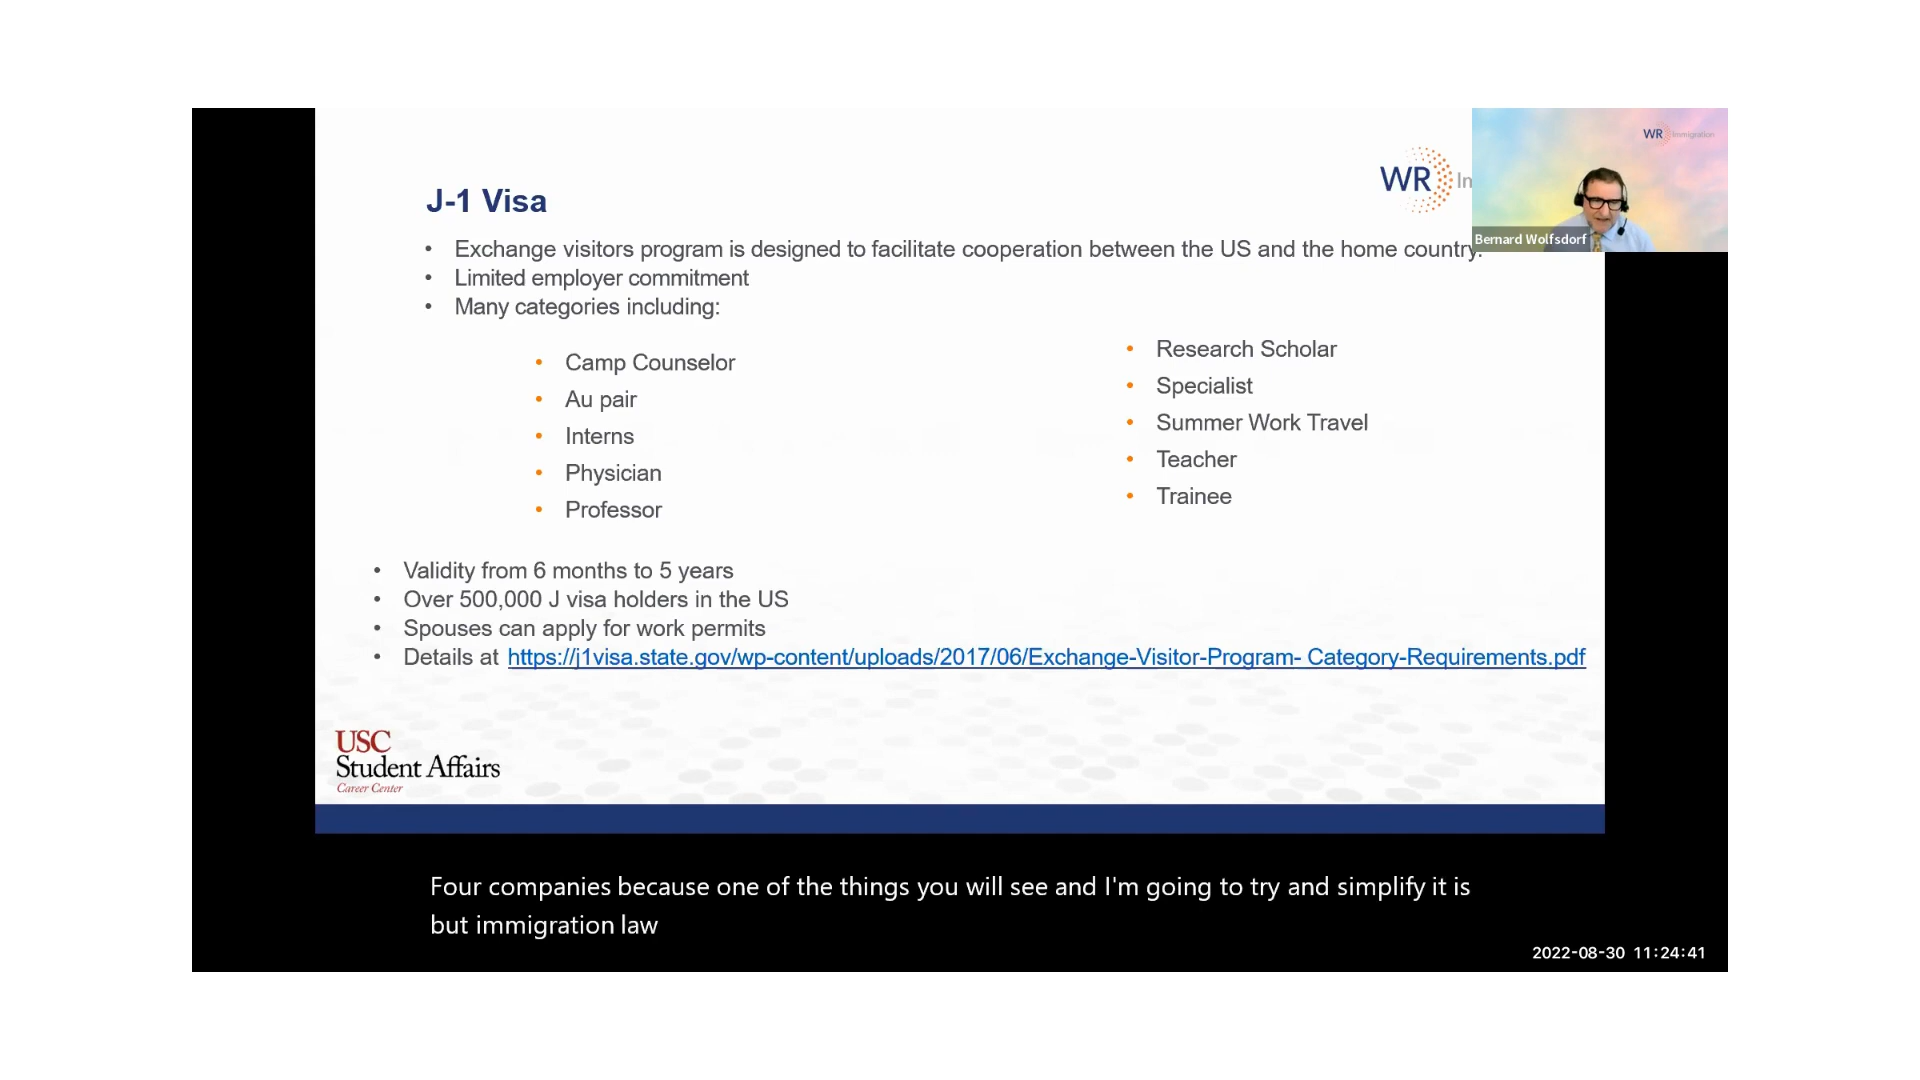 WR Immigration
WR In
J-1 Visa
Bernard Wolfsdorf
• Exchange visitors program is designed to facilitate cooperation between the US and the home country.
• Limited employer commitment
• Many categories including:
• Camp Counselor
• Au pair
• Interns
• Physician
• Professor
• Research Scholar
• Specialist
• Summer Work Travel
• Teacher
• Trainee
• Validity from 6 months to 5 years
• Over 500,000 J visa holders in the US
• Spouses can apply for work permits
• Details at https://j1visa.state.gov/wp-content/uploads/2017/06/Exchange-Visitor-Program- Category-Requirements.pdf
USC
Student Affairs
Career Center
Four companies because one of the things you will see and I'm going to try and simplify it is
but immigration law
2022-08-30 11:24:41